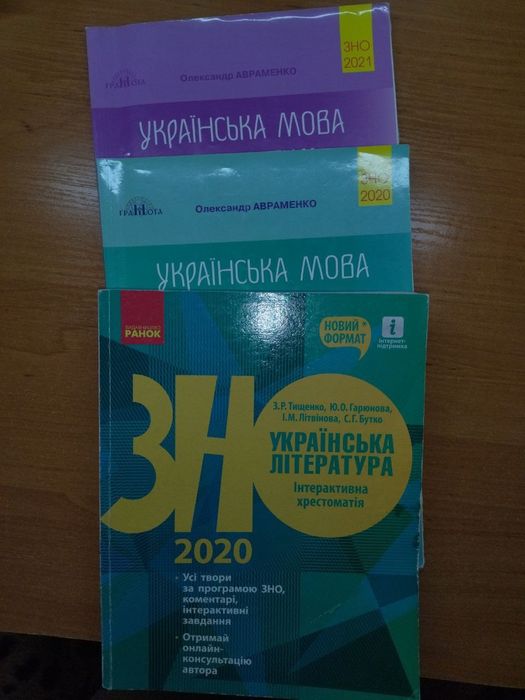 ЗНО
2021
ГРАМОТА
Олександр АВРАМЕНКО
УКРАЇНСЬКА МОВА
ЗНО
2020
ГРАМОТА
Олександр АВРАМЕНКО
УКРАЇНСЬКА МОВА
ВИДАВНИЦТВО
РАНОК
НОВИЙ
ФОРМАТ
і
Інтернет-
підтримка
ЗНО
2020
З.Р. Тищенко, Ю.О. Гарюнова,
І.М. Літвінова, С.Г. Бутко
УКРАЇНСЬКА
ЛІТЕРАТУРА
Інтерактивна
хрестоматія
• Усі твори
за програмою ЗНО,
коментарі,
інтерактивні
завдання
• Отримай
онлайн-
консультацію
автора